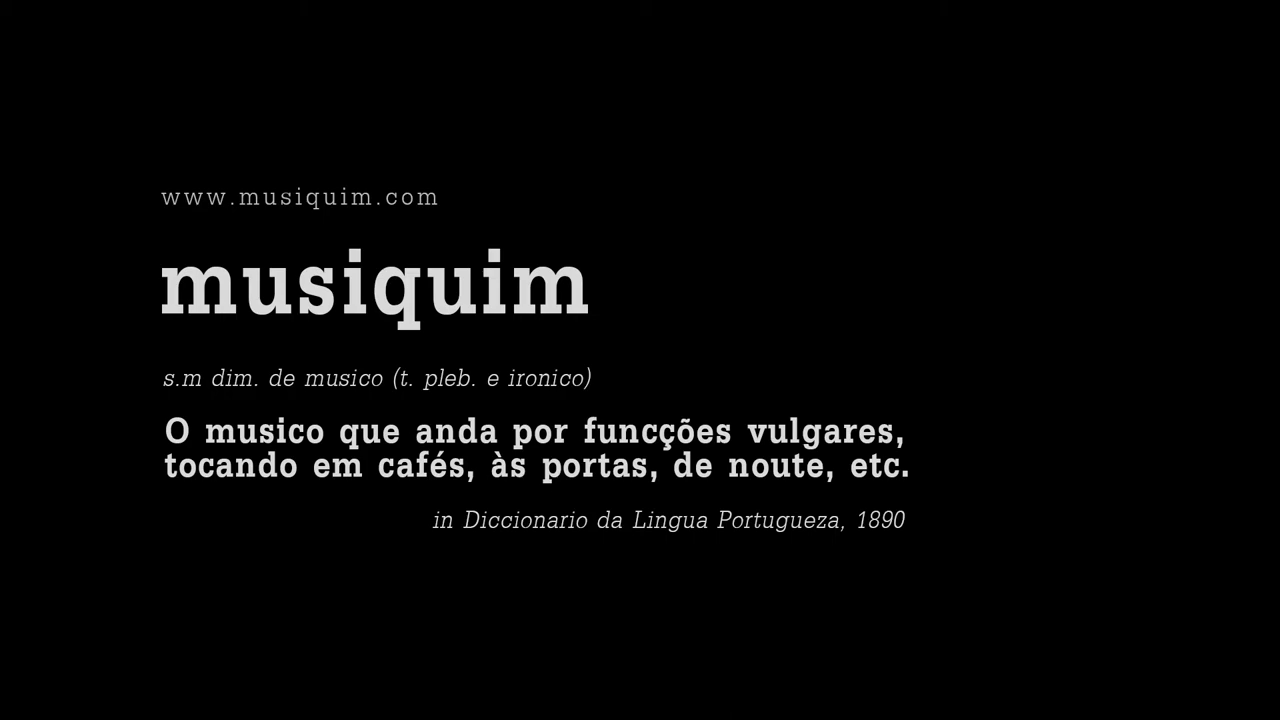 www.musiquim.com
musiquim
s.m dim. de musico (t. pleb. e ironico)
O musico que anda por funcções vulgares,
tocando em cafés, às portas, de noute, etc.
in Diccionario da Lingua Portugueza, 1890